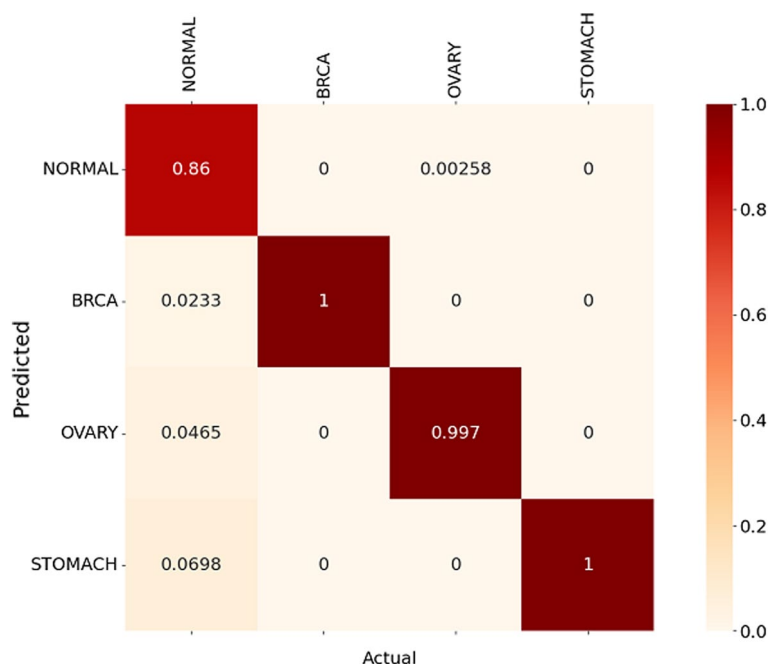 NORMAL BRCA OVARY STOMACH
1.0
NORMAL 0.86 0 0.00258 0
0.8
BRCA 0.0233 1 0 0
0.6
Predicted
0.4
OVARY 0.0465 0 0.997 0
0.2
STOMACH 0.0698 0 0 1
0.0
Actual